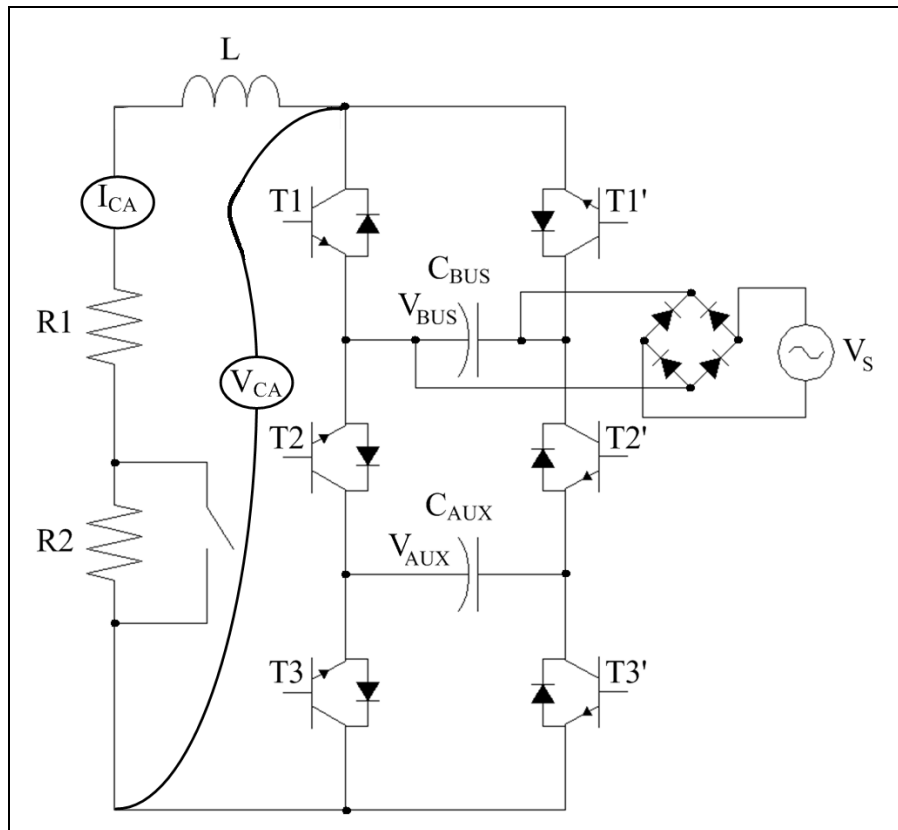 L
I_CA
T1
T1'
C_BUS
V_BUS
R1
V_S
V_CA
T2
T2'
C_AUX
R2
V_AUX
T3
T3'